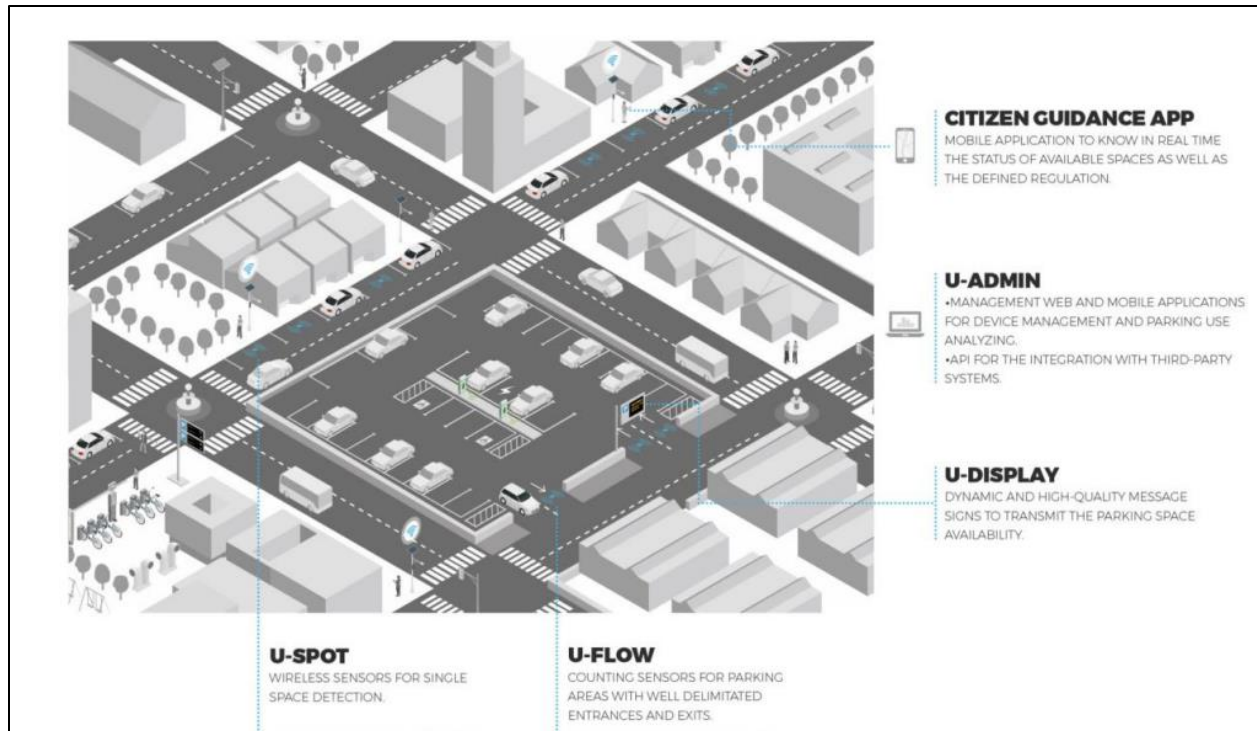 CITIZEN GUIDANCE APP
MOBILE APPLICATION TO KNOW IN REAL TIME
THE STATUS OF AVAILABLE SPACES AS WELL AS
THE DEFINED REGULATION.
U-ADMIN
•MANAGEMENT WEB AND MOBILE APPLICATIONS
FOR DEVICE MANAGEMENT AND PARKING USE
ANALYZING.
•API FOR THE INTEGRATION WITH THIRD-PARTY
SYSTEMS.
U-DISPLAY
DYNAMIC AND HIGH-QUALITY MESSAGE
SIGNS TO TRANSMIT THE PARKING SPACE
AVAILABILITY.
U-SPOT
WIRELESS SENSORS FOR SINGLE
SPACE DETECTION.
U-FLOW
COUNTING SENSORS FOR PARKING
AREAS WITH WELL DELIMITATED
ENTRANCES AND EXITS.